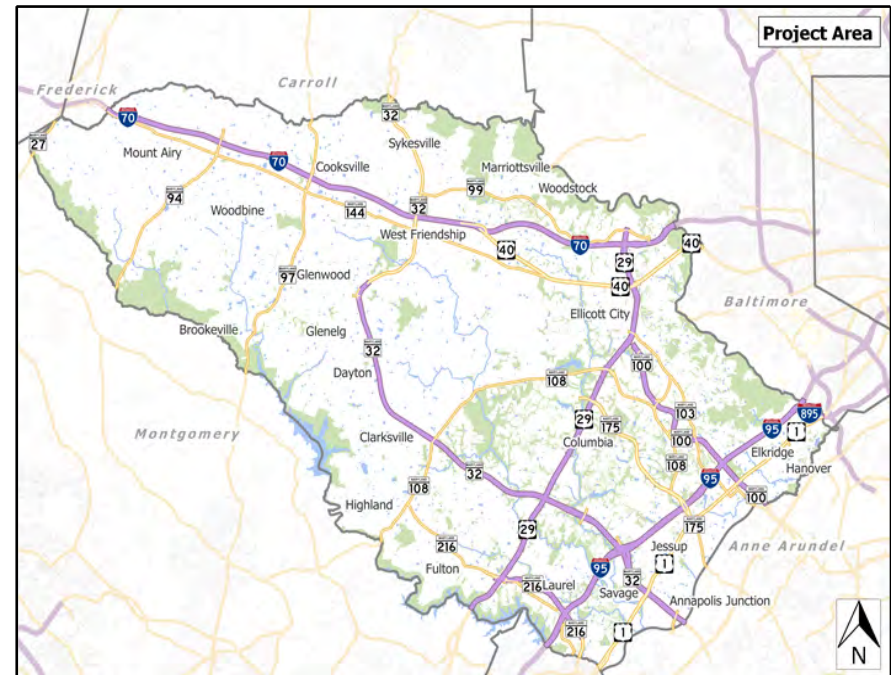 Project Area
Carroll
Frederick
70
32
27
Mount Airy
Cooksville
Sykesville
Marriottsville
70
99
Woodstock
94
Woodbine
144
32
West Friendship
70
40
29
40
40
97
Glenwood
Baltimore
Ellicott City
Brookeville
Glenelg
32
Dayton
100
108
895
29
175
103
95
1
Montgomery
Clarksville
Columbia
100
Elkridge
32
108
95
Hanover
108
100
Highland
175
29
216
Jessup
Anne Arundel
Fulton
95
1
216
Laurel
32
Savage
Annapolis Junction
216
1
N